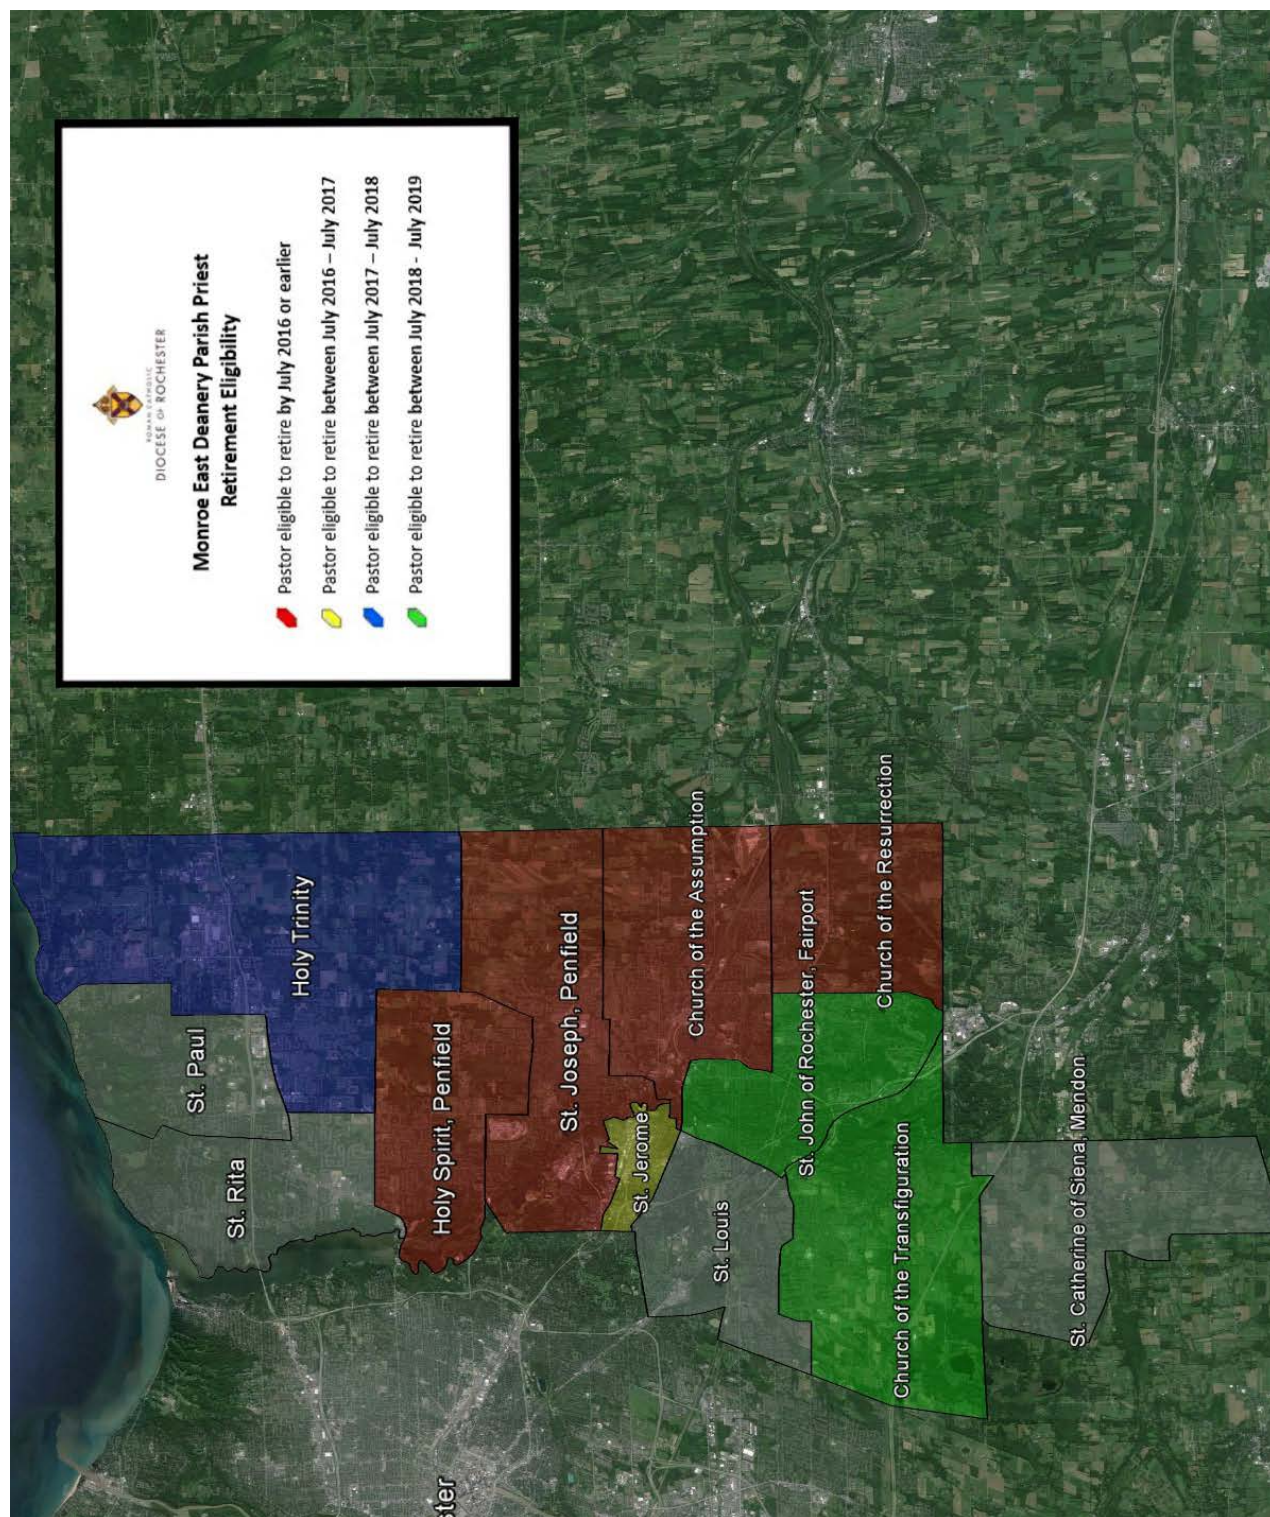 ROMAN CATHOLIC
DIOCESE OF ROCHESTER
Monroe East Deanery Parish Priest
Retirement Eligibility
Pastor eligible to retire by July 2016 or earlier
Pastor eligible to retire between July 2016 – July 2017
Pastor eligible to retire between July 2017 – July 2018
Pastor eligible to retire between July 2018 - July 2019
St. Paul
St. Rita
Holy Trinity
Holy Spirit, Penfield
St. Joseph, Penfield
St. Jerome
Church of the Assumption
St. Louis
St. John of Rochester, Fairport
Church of the Resurrection
Church of the Transfiguration
St. Catherine of Siena, Mendon
ster